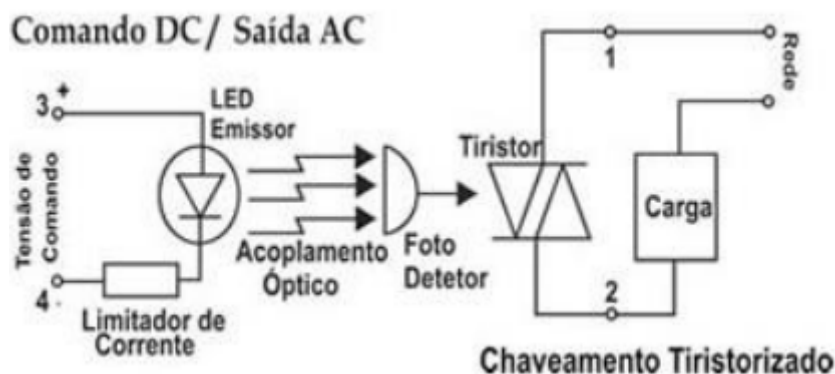 Comando DC/ Saída AC
3 +
LED
Emissor
Tensão de
Comando
4 -
Limitador de
Corrente
Acoplamento
Óptico
Foto
Detetor
Tiristor
1
Rede
Carga
2
Chaveamento Tiristorizado